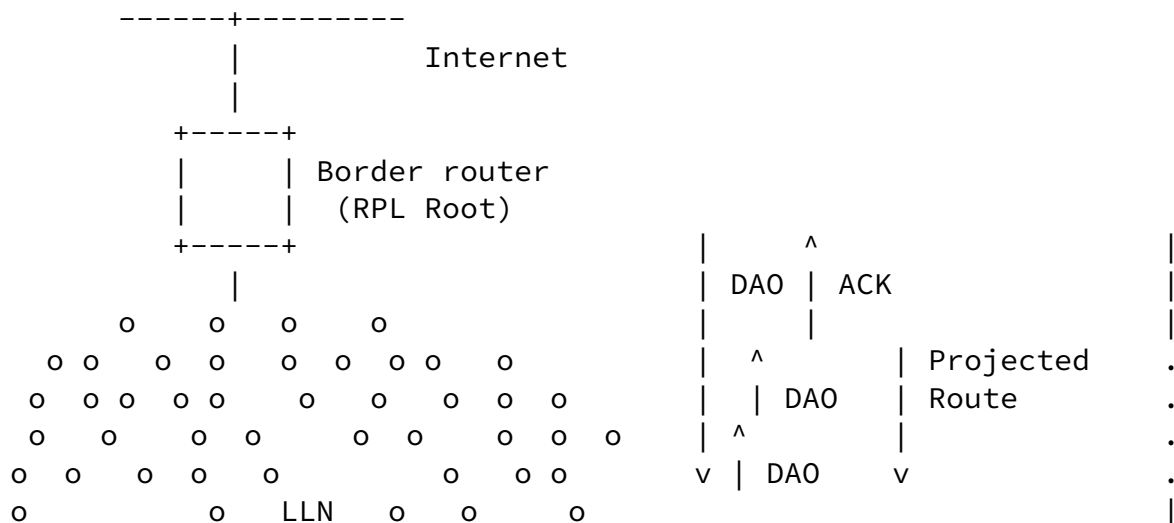 ------+---------
| Internet
|
+-----+
| | Border router
| | (RPL Root)
+-----+ | ^ |
| | DAO | ACK |
o o o o | | |
o o o o o o o o o | ^ | Projected .
o o o o o o o o o o | | DAO | Route .
o o o o o o o o o | ^ | .
o o o o o o o o v | DAO v .
o o LLN o o o |